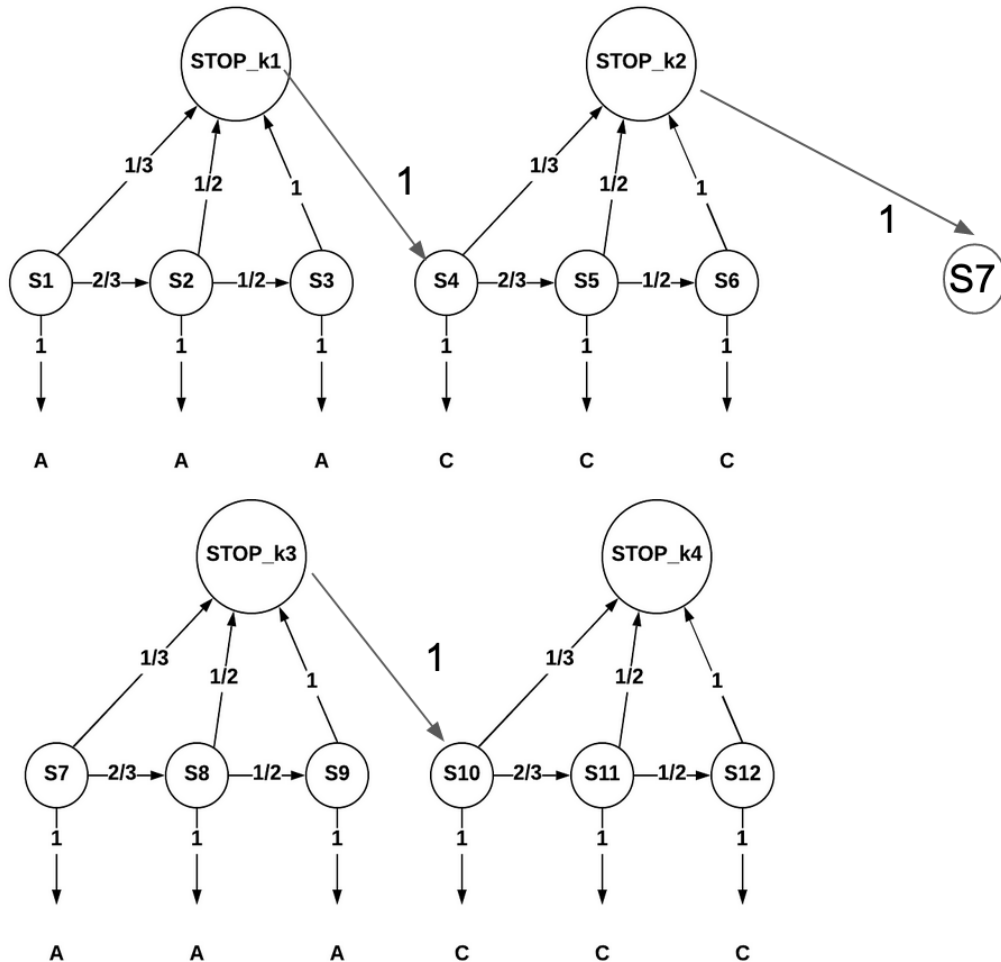 STOP_k1 STOP_k2
1/3 1/2 1 1 1/3 1/2 1 1
S1 2/3 S2 1/2 S3 S4 2/3 S5 1/2 S6 S7
1 1 1 1 1 1
A A A C C C
STOP_k3 STOP_k4
1/3 1/2 1 1 1/3 1/2 1
S7 2/3 S8 1/2 S9 S10 2/3 S11 1/2 S12
1 1 1 1 1 1
A A A C C C